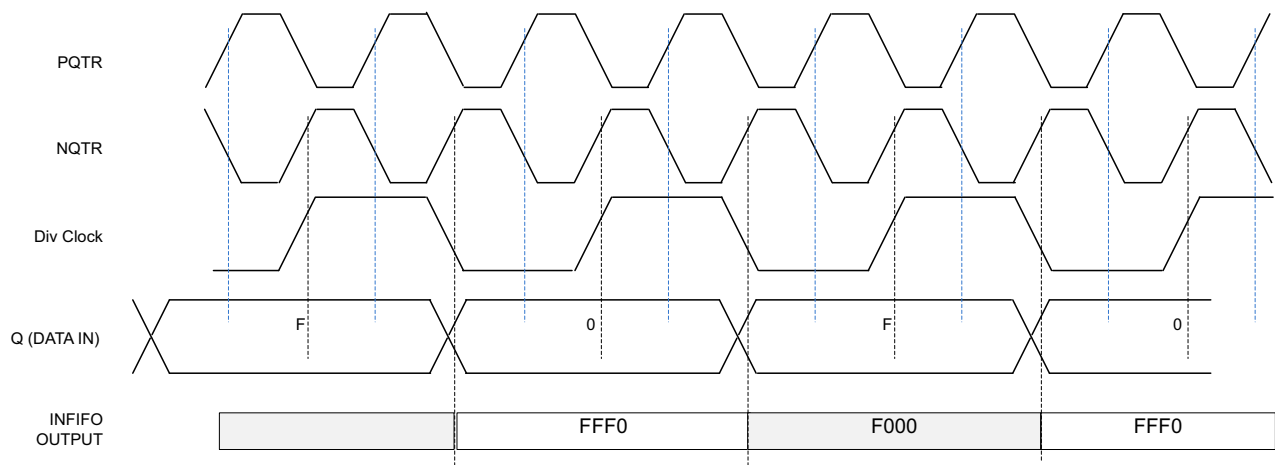 PQTR
NQTR
Div Clock
Q (DATA IN)
F
0
F
0
INFIFO
OUTPUT
FFF0
F000
FFF0